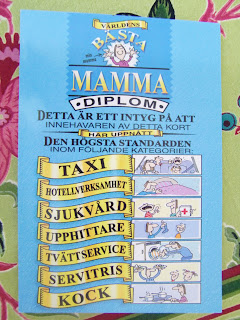 VÄRLDENS
BÄSTA
MAMMA
DIPLOM
DETTA ÄR ETT INTYG PÅ ATT
INNEHAVAREN AV DETTA KORT
HAR UPPNÅTT
DEN HÖGSTA STANDARDEN
INOM FÖLJANDE KATEGORIER:
TAXI
HOTELLVERKSAMHET
SJUKVÅRD
UPPHITTARE
TVÄTTSERVICE
SERVITRIS
KOCK